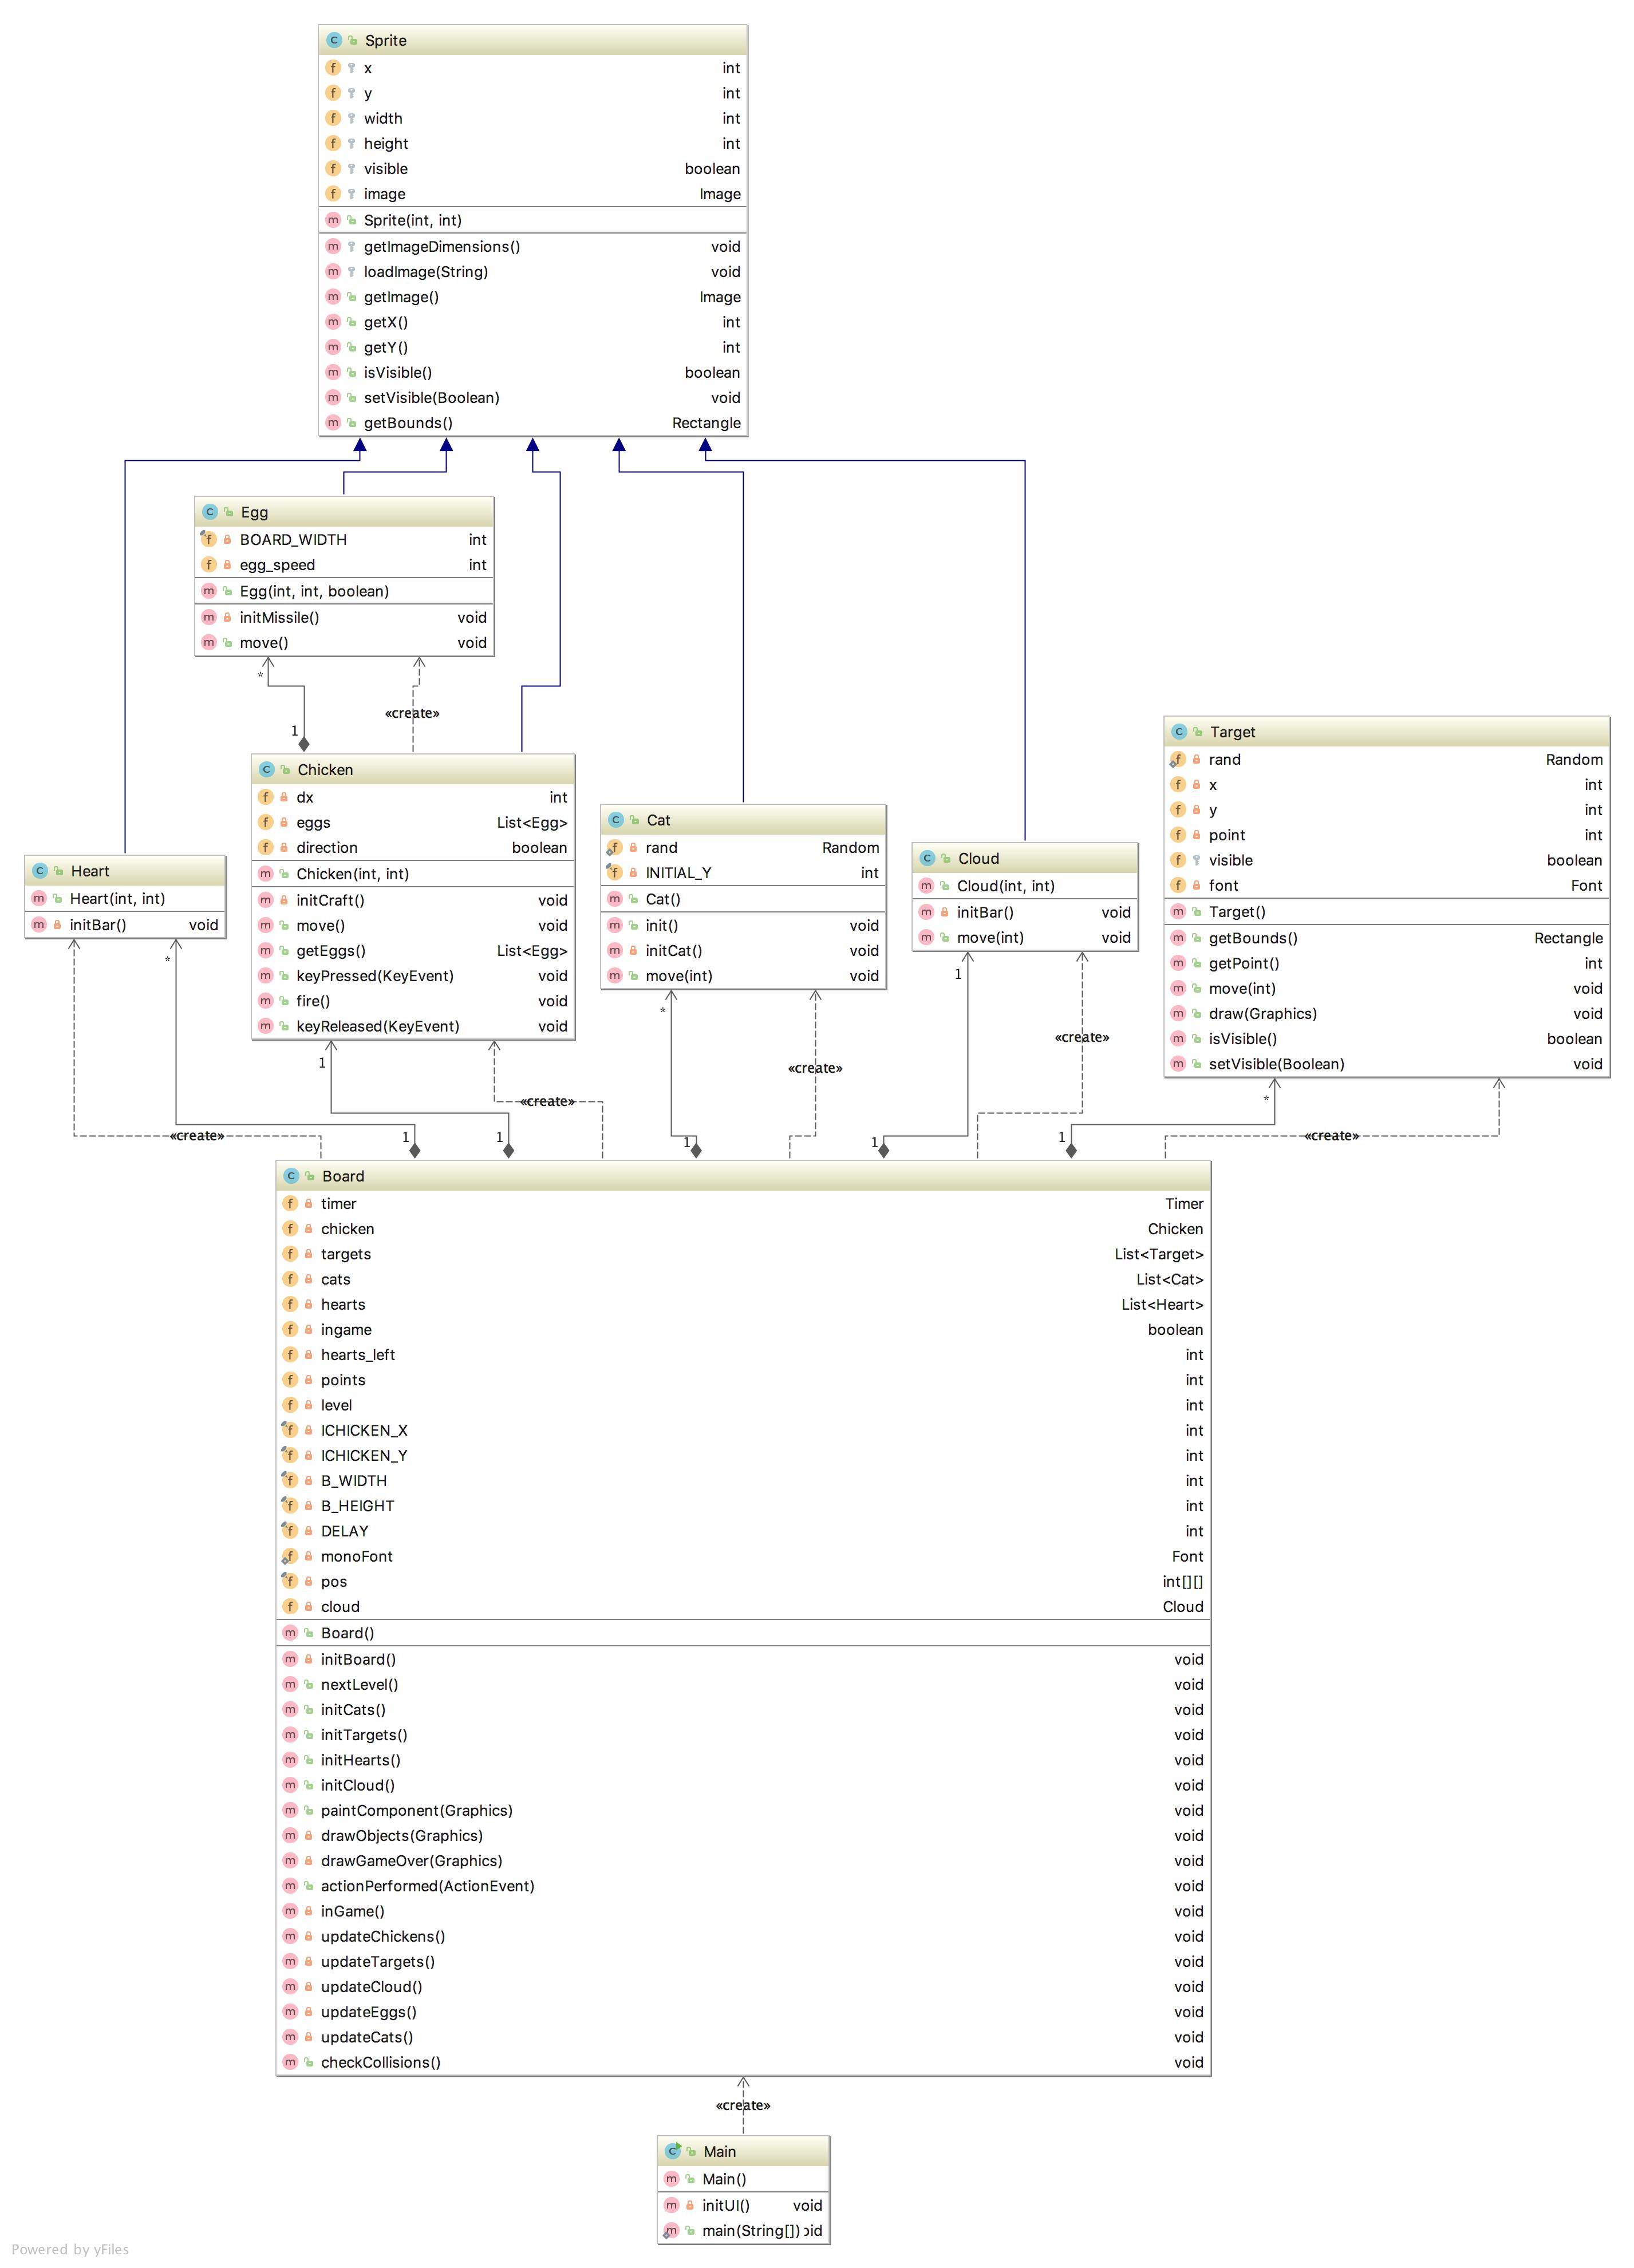 Sprite
x int
y int
width int
height int
visible boolean
image Image
Sprite(int, int)
getImageDimensions() void
loadImage(String) void
getImage() Image
getX() int
getY() int
isVisible() boolean
setVisible(Boolean) void
getBounds() Rectangle
Egg
BOARD_WIDTH int
egg_speed int
Egg(int, int, boolean)
initMissile() void
move() void
*
«create»
1
Chicken
dx int
eggs List<Egg>
direction boolean
Chicken(int, int)
initCraft() void
move() void
getEggs() List<Egg>
keyPressed(KeyEvent) void
fire() void
keyReleased(KeyEvent) void
Target
rand Random
x int
y int
point int
visible boolean
font Font
Target()
getBounds() Rectangle
getPoint() int
move(int) void
draw(Graphics) void
isVisible() boolean
setVisible(Boolean) void
Cat
rand Random
INITIAL_Y int
Cat()
init() void
initCat() void
move(int) void
Cloud
Cloud(int, int)
initBar() void
move(int) void
Heart
Heart(int, int)
initBar() void
*
1
*
1
*
«create»
«create»
«create»
«create»
«create»
1
1
1
1
1
Board
timer Timer
chicken Chicken
targets List<Target>
cats List<Cat>
hearts List<Heart>
ingame boolean
hearts_left int
points int
level int
ICHICKEN_X int
ICHICKEN_Y int
B_WIDTH int
B_HEIGHT int
DELAY int
monoFont Font
pos int[][]
cloud Cloud
Board()
initBoard() void
nextLevel() void
initCats() void
initTargets() void
initHearts() void
initCloud() void
paintComponent(Graphics) void
drawObjects(Graphics) void
drawGameOver(Graphics) void
actionPerformed(ActionEvent) void
inGame() void
updateChickens() void
updateTargets() void
updateCloud() void
updateEggs() void
updateCats() void
checkCollisions() void
«create»
Main
Main()
initUI() void
main(String[]) oid
Powered by yFiles